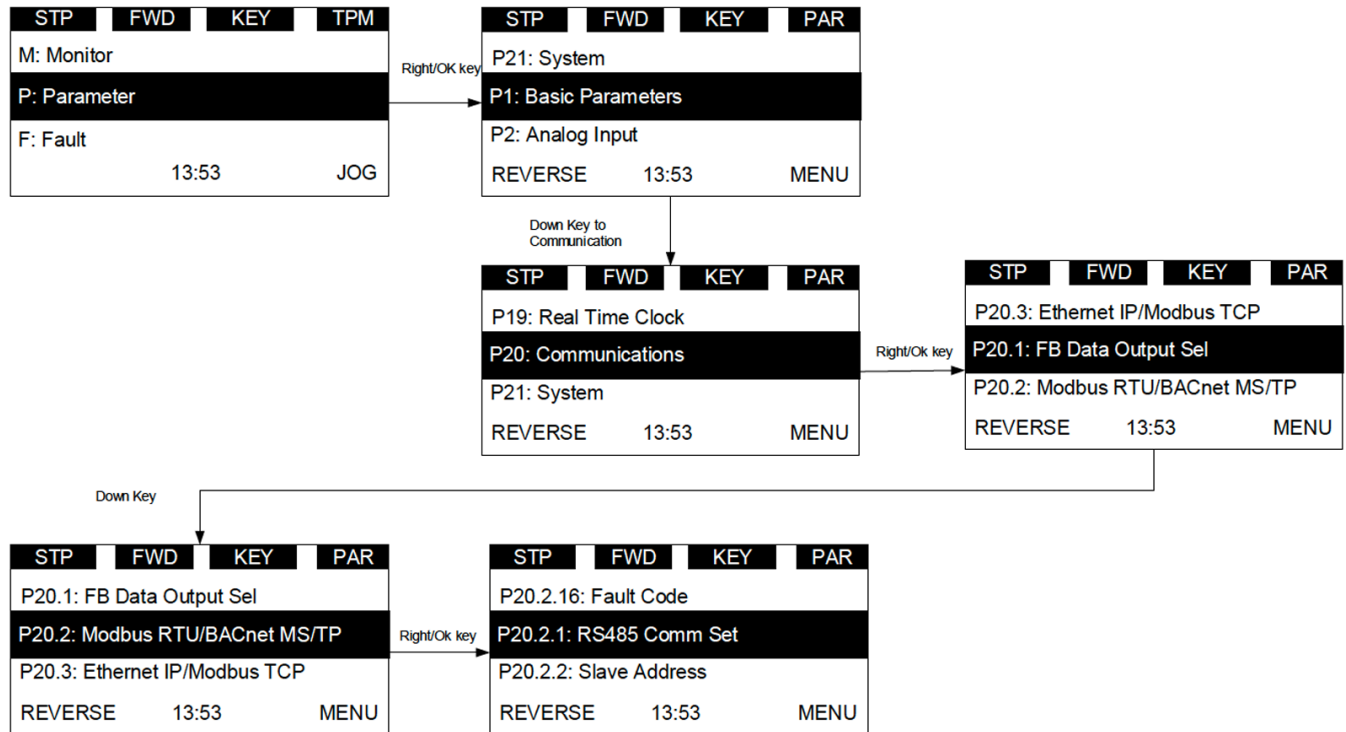 STP FWD KEY TPM
M: Monitor
P: Parameter
F: Fault
13:53 JOG
Right/OK key
STP FWD KEY PAR
P21: System
P1: Basic Parameters
P2: Analog Input
REVERSE 13:53 MENU
Down Key to
Communication
STP FWD KEY PAR
P19: Real Time Clock
P20: Communications
P21: System
REVERSE 13:53 MENU
Right/Ok key
STP FWD KEY PAR
P20.3: Ethernet IP/Modbus TCP
P20.1: FB Data Output Sel
P20.2: Modbus RTU/BACnet MS/TP
REVERSE 13:53 MENU
Down Key
STP FWD KEY PAR
P20.1: FB Data Output Sel
P20.2: Modbus RTU/BACnet MS/TP
P20.3: Ethernet IP/Modbus TCP
REVERSE 13:53 MENU
Right/Ok key
STP FWD KEY PAR
P20.2.16: Fault Code
P20.2.1: RS485 Comm Set
P20.2.2: Slave Address
REVERSE 13:53 MENU